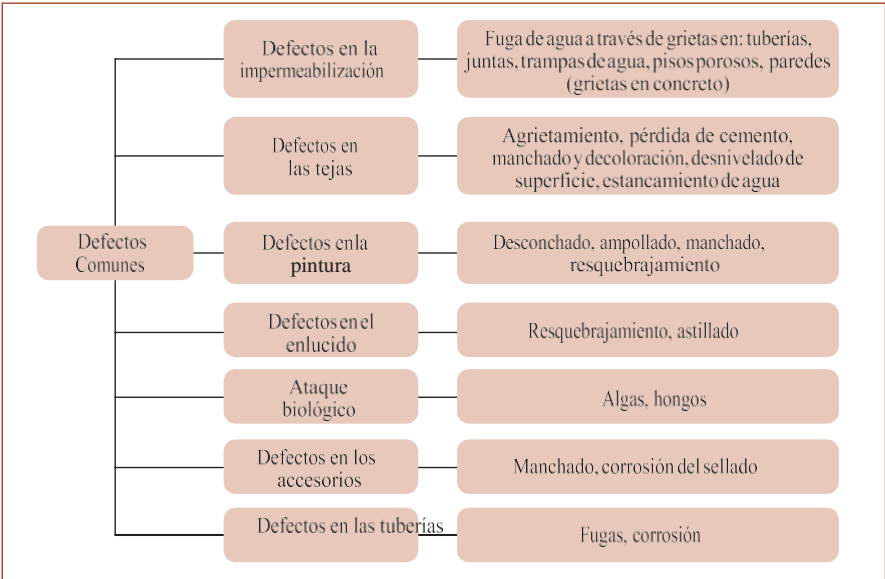 Defectos en la
impermeabilización
Fuga de agua a través de grietas en: tuberías,
juntas, trampas de agua, pisos porosos, paredes
(grietas en concreto)
Defectos en
las tejas
Agrietamiento, pérdida de cemento,
manchado y decoloración, desnivelado de
superficie, estancamiento de agua
Defectos
Comunes
Defectos en la
pintura
Desconchado, ampollado, manchado,
resquebrajamiento
Defectos en el
enlucido
Resquebrajamiento, astillado
Ataque
biológico
Algas, hongos
Defectos en los
accesorios
Manchado, corrosión del sellado
Defectos en las tuberías
Fugas, corrosión